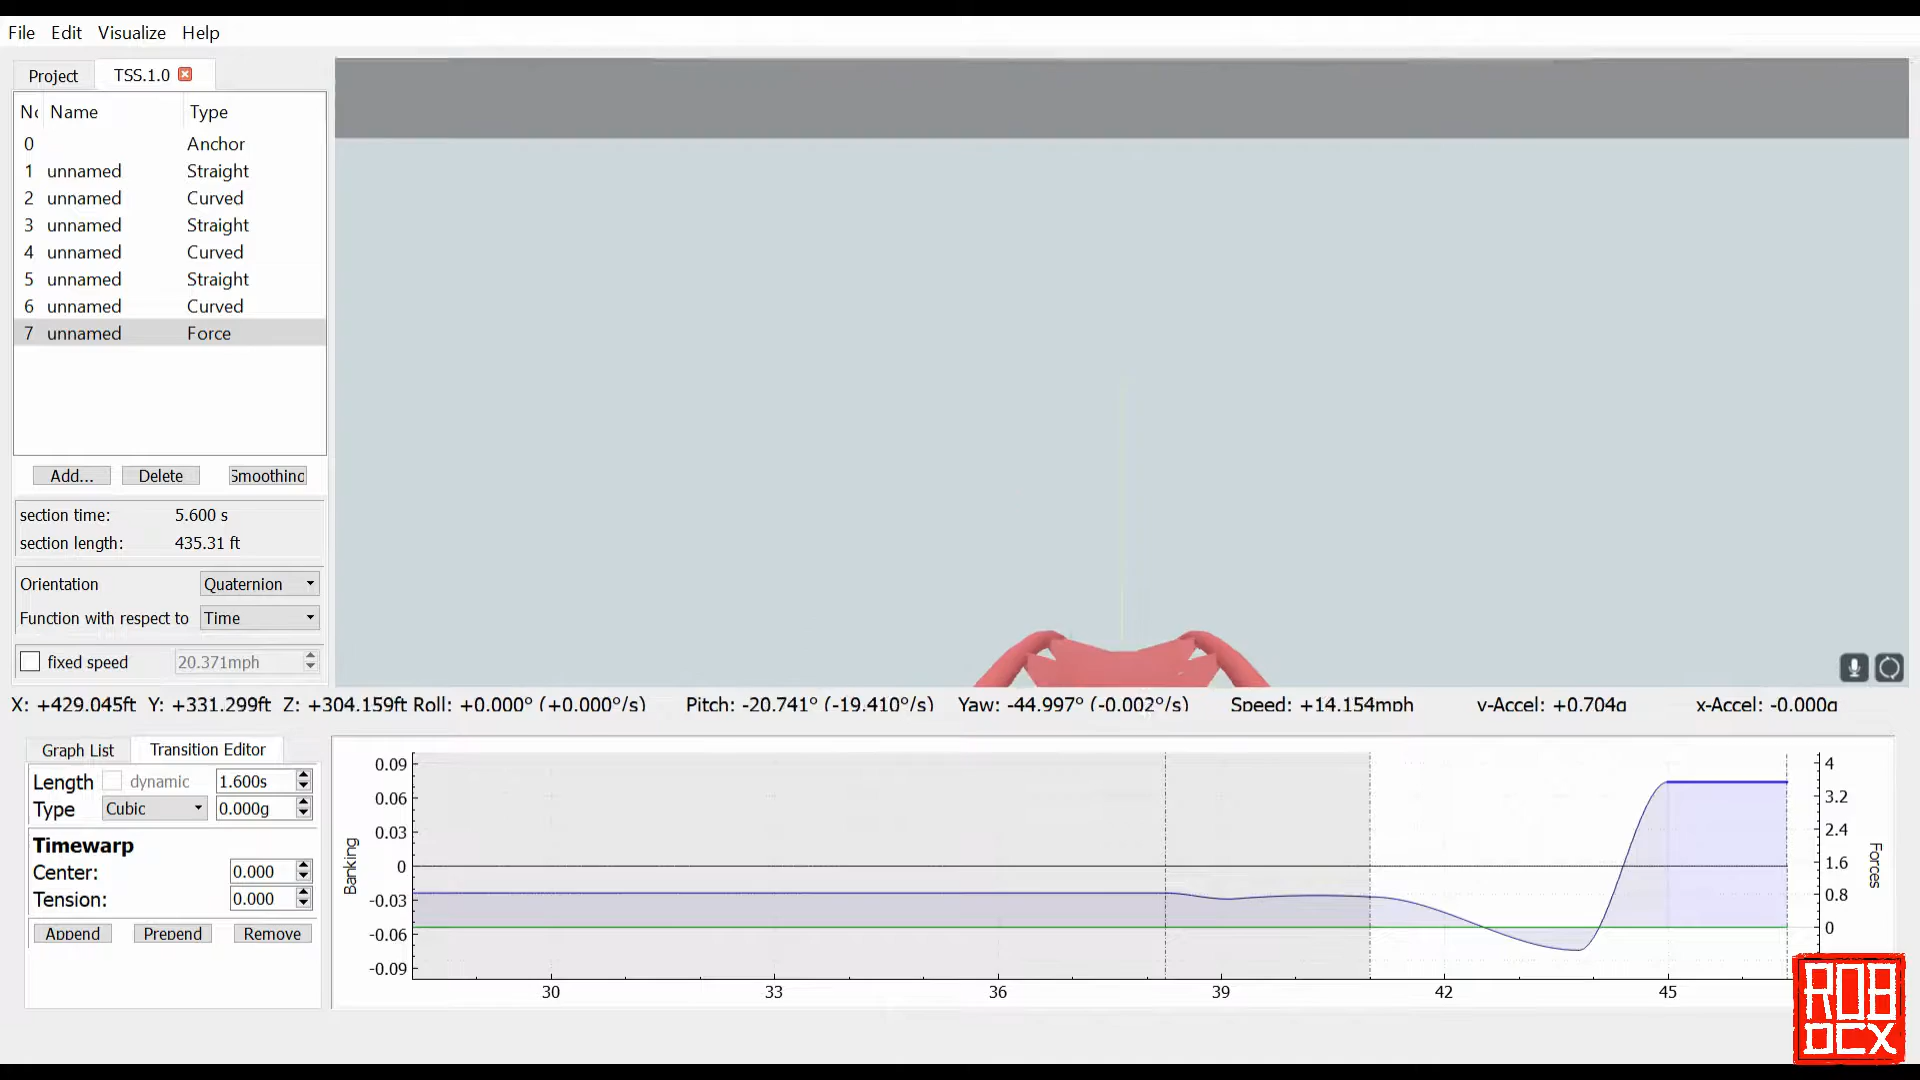 File Edit Visualize Help
Project TSS.1.0
Name Type
0 Anchor
1 unnamed Straight
2 unnamed Curved
3 unnamed Straight
4 unnamed Curved
5 unnamed Straight
6 unnamed Curved
7 unnamed Force
Add... Delete Smoothing
section time: 5.600 s
section length: 435.31 ft
Orientation Quaternion
Function with respect to Time
fixed speed 20.371mph
X: +429.045ft Y: +331.299ft Z: +304.159ft Roll: +0.000° (+0.000°/s) Pitch: -20.741° (-19.410°/s) Yaw: -44.997° (-0.002°/s) Speed: +14.154mph v-Accel: +0.704g x-Accel: -0.000g
Graph List Transition Editor
Length dynamic 1.600s
Type Cubic 0.000g
Timewarp
Center: 0.000
Tension: 0.000
Append Prepend Remove
Banking
0.09
0.06
0.03
0
-0.03
-0.06
-0.09
30 33 36 39 42 45
4
3.2
2.4
1.6
0.8
0
Forces
ROB
DCX